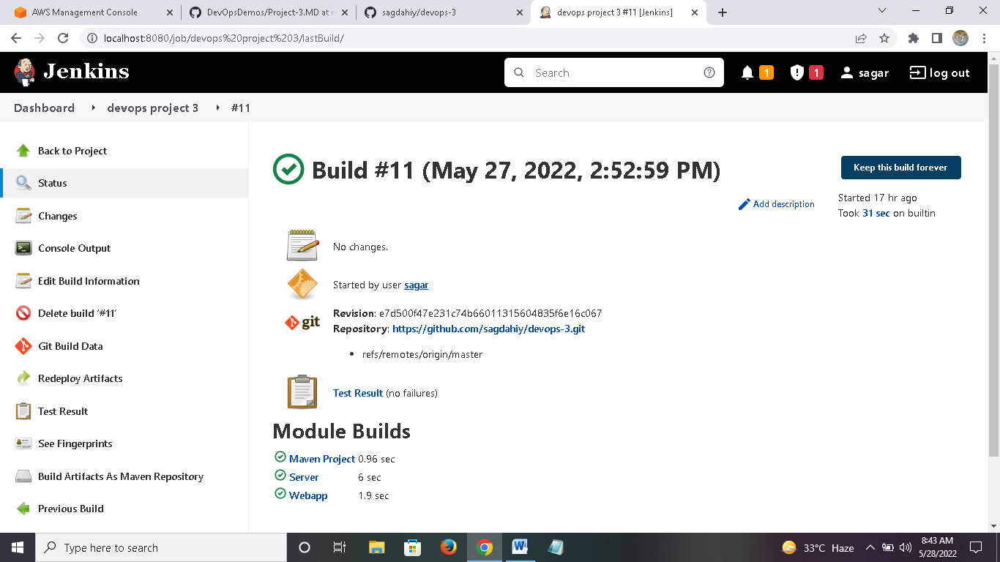 AWS Management Console
DevOpsDemos/Project-3.MD at
sagdahiy/devops-3
devops project 3 #11 [Jenkins]
localhost:8080/job/devops%20project%203/lastBuild/
Jenkins
Search
1
1
sagar
log out
Dashboard
devops project 3
#11
Back to Project
Status
Changes
Console Output
Edit Build Information
Delete build ‘#11’
Git Build Data
Redeploy Artifacts
Test Result
See Fingerprints
Build Artifacts As Maven Repository
Previous Build
Build #11 (May 27, 2022, 2:52:59 PM)
Keep this build forever
Add description
Started 17 hr ago
Took 31 sec on builtin
No changes.
Started by user sagar
git
Revision: e7d500f47e231c74b66011315604835f6e16c067
Repository: https://github.com/sagdahiy/devops-3.git
refs/remotes/origin/master
Test Result (no failures)
Module Builds
Maven Project 0.96 sec
Server 6 sec
Webapp 1.9 sec
Type here to search
33°C Haze
8:43 AM
5/28/2022